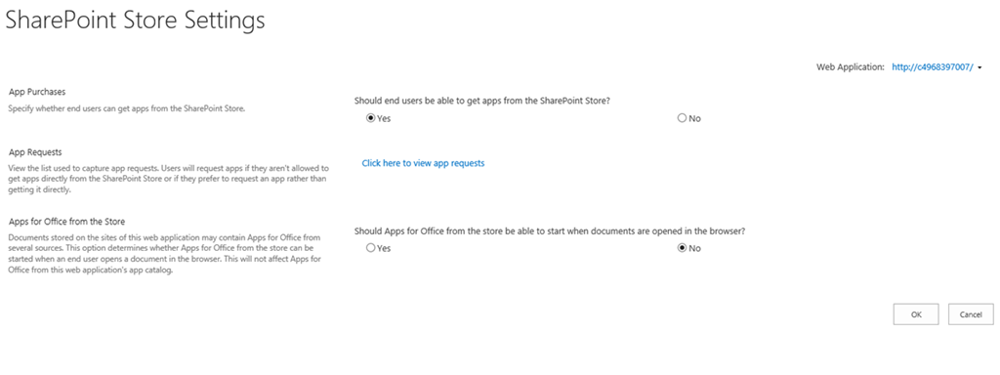 SharePoint Store Settings
Web Application: http://c4968397007/
App Purchases
Specify whether end users can get apps from the SharePoint Store.
Should end users be able to get apps from the SharePoint Store?
Yes
No
App Requests
View the list used to capture app requests. Users will request apps if they aren't allowed to
get apps directly from the SharePoint Store or if they prefer to request an app rather than
getting it directly.
Click here to view app requests
Apps for Office from the Store
Documents stored on the sites of this web application may contain Apps for Office from
several sources. This option determines whether Apps for Office from the store can be
started when an end user opens a document in the browser. This will not affect Apps for
Office from this web application's app catalog.
Should Apps for Office from the store be able to start when documents are opened in the browser?
Yes
No
OK
Cancel